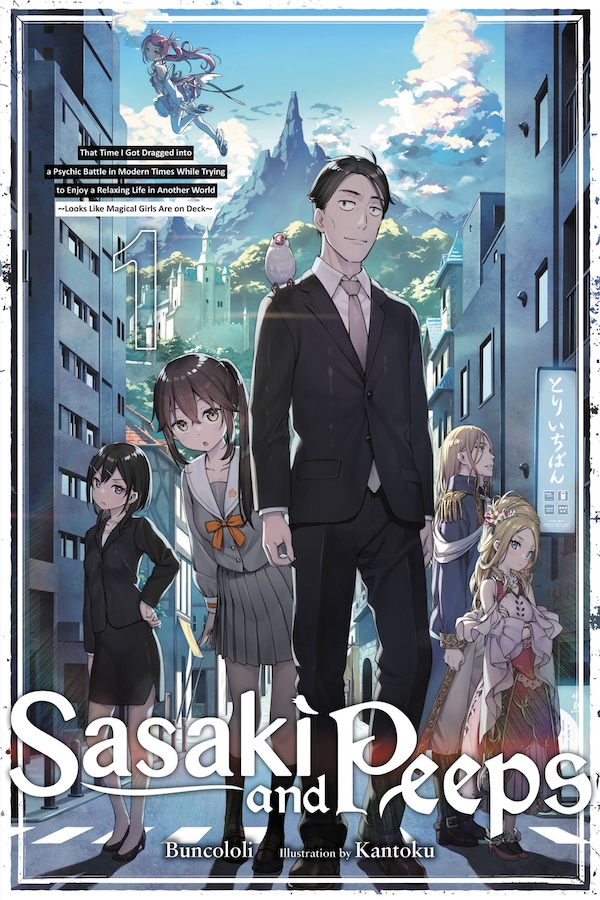 That Time I Got Dragged into
a Psychic Battle in Modern Times While Trying
to Enjoy a Relaxing Life in Another World
~Looks Like Magical Girls Are on Deck~
1
とりいちばん
Sasaki
and Peeps
Buncololi Illustration by Kantoku